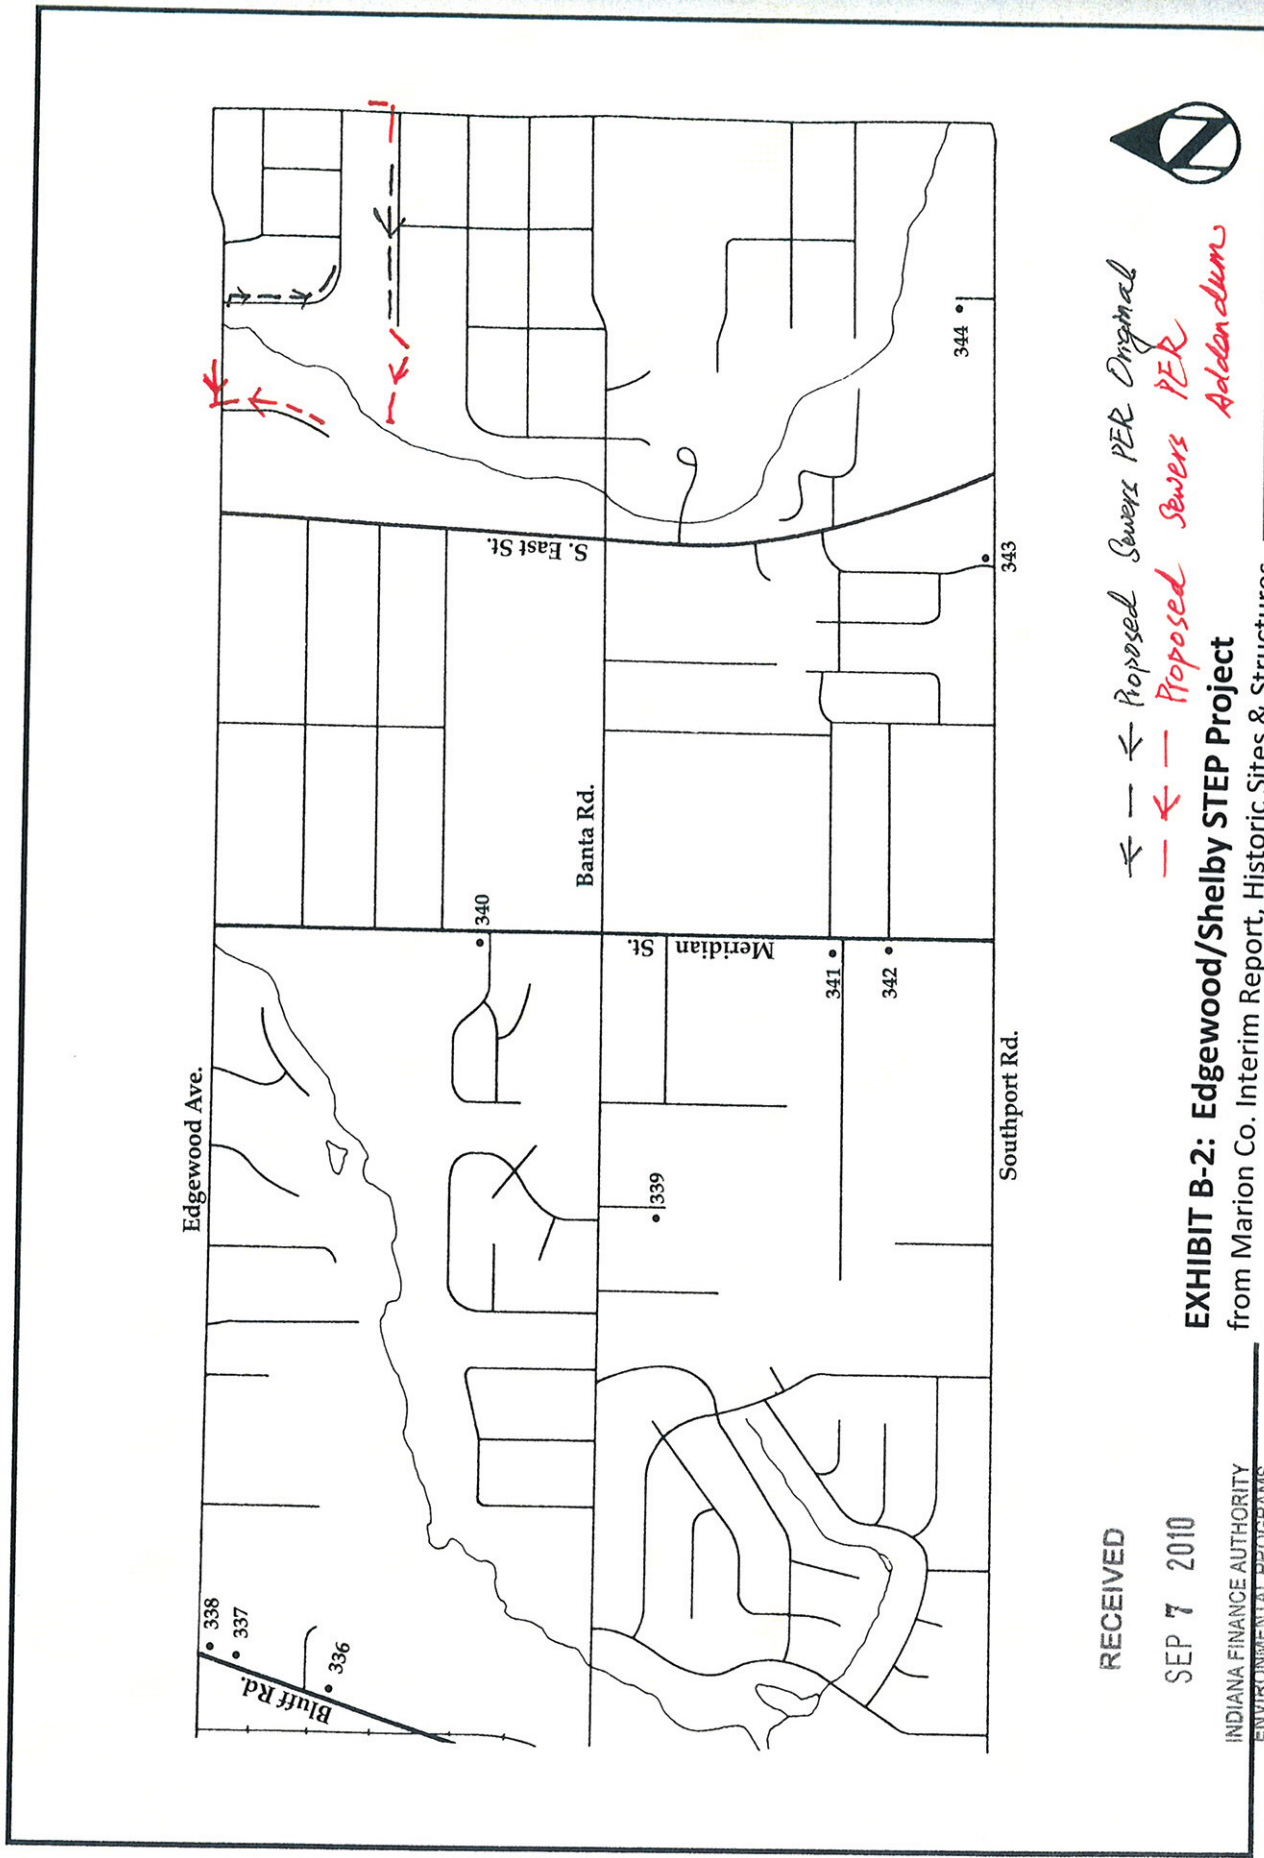 Edgewood Ave.
338
337
336
Bluff Rd.
340
Banta Rd.
S. East St.
Meridian
St.
339
341
342
343
344
Southport Rd.
N
← — ← Proposed Sewers PER Original
— ← — Proposed Sewers PER
Addendum
EXHIBIT B-2: Edgewood/Shelby STEP Project
from Marion Co. Interim Report, Historic Sites & Structures
RECEIVED
SEP 7 2010
INDIANA FINANCE AUTHORITY
ENVIRONMENTAL PROGRAMS